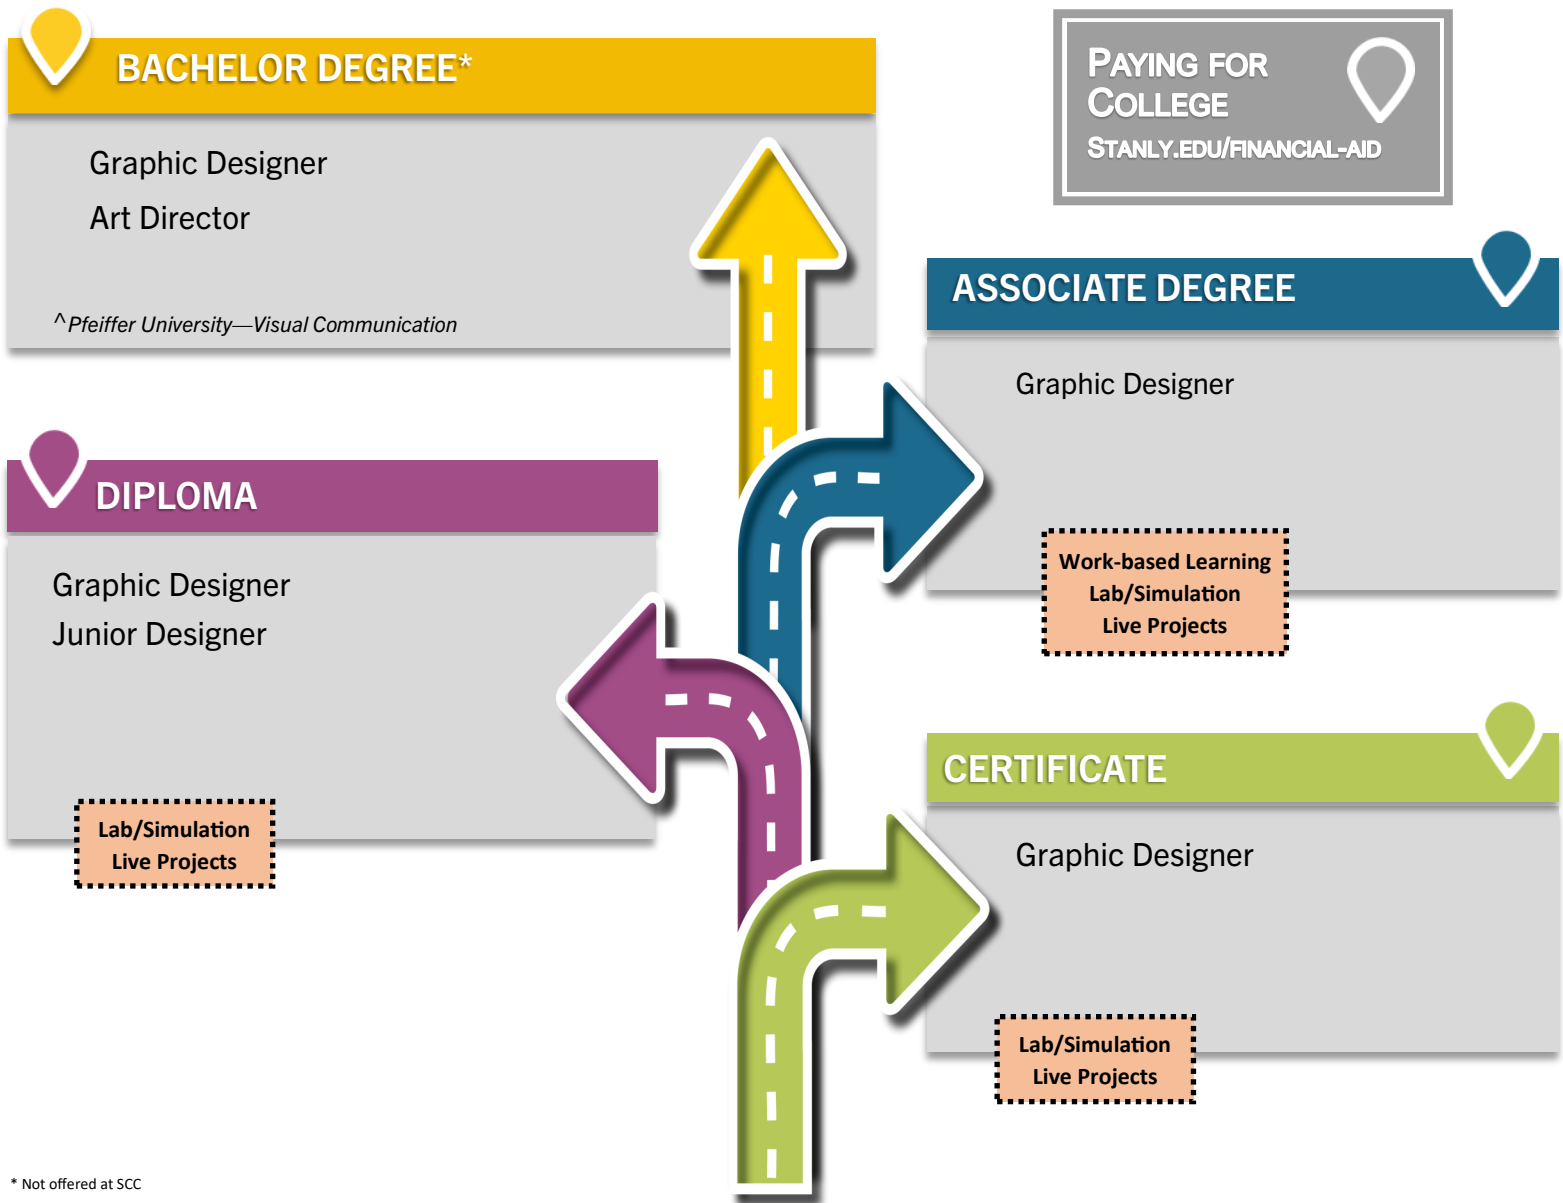 BACHELOR DEGREE*
Graphic Designer
Art Director
^Pfeiffer University—Visual Communication
PAYING FOR
COLLEGE
STANLY.EDU/FINANCIAL-AID
ASSOCIATE DEGREE
Graphic Designer
Work-based Learning
Lab/Simulation
Live Projects
DIPLOMA
Graphic Designer
Junior Designer
Lab/Simulation
Live Projects
CERTIFICATE
Graphic Designer
Lab/Simulation
Live Projects
* Not offered at SCC